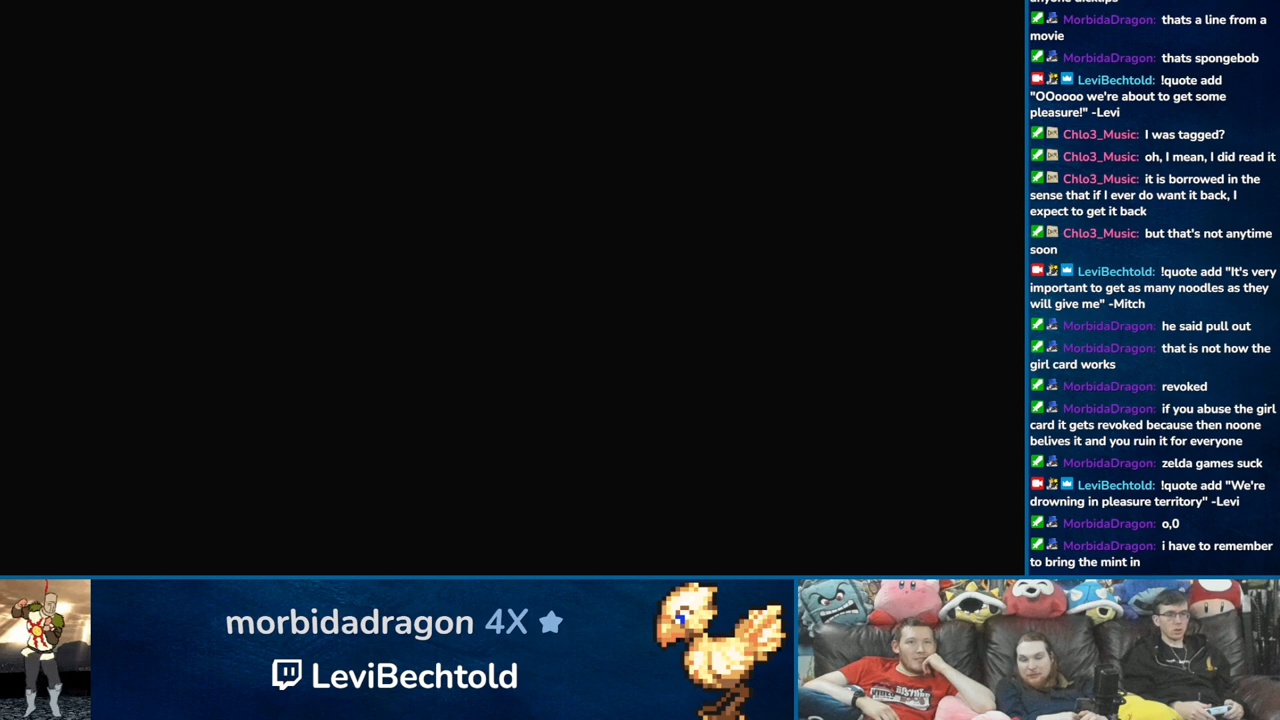 MorbidaDragon: thats a line from a
movie
MorbidaDragon: thats spongebob
LeviBechtold: !quote add
"OOoooo we're about to get some
pleasure!" -Levi
Chlo3_Music: I was tagged?
Chlo3_Music: oh, I mean, I did read it
Chlo3_Music: it is borrowed in the
sense that if I ever do want it back, I
expect to get it back
Chlo3_Music: but that's not anytime
soon
LeviBechtold: !quote add "It's very
important to get as many noodles as they
will give me" -Mitch
MorbidaDragon: he said pull out
MorbidaDragon: that is not how the
girl card works
MorbidaDragon: revoked
MorbidaDragon: if you abuse the girl
card it gets revoked because then noone
belives it and you ruin it for everyone
MorbidaDragon: zelda games suck
LeviBechtold: !quote add "We're
drowning in pleasure territory" -Levi
MorbidaDragon: o,0
MorbidaDragon: i have to remember
to bring the mint in
morbidadragon 4X
LeviBechtold